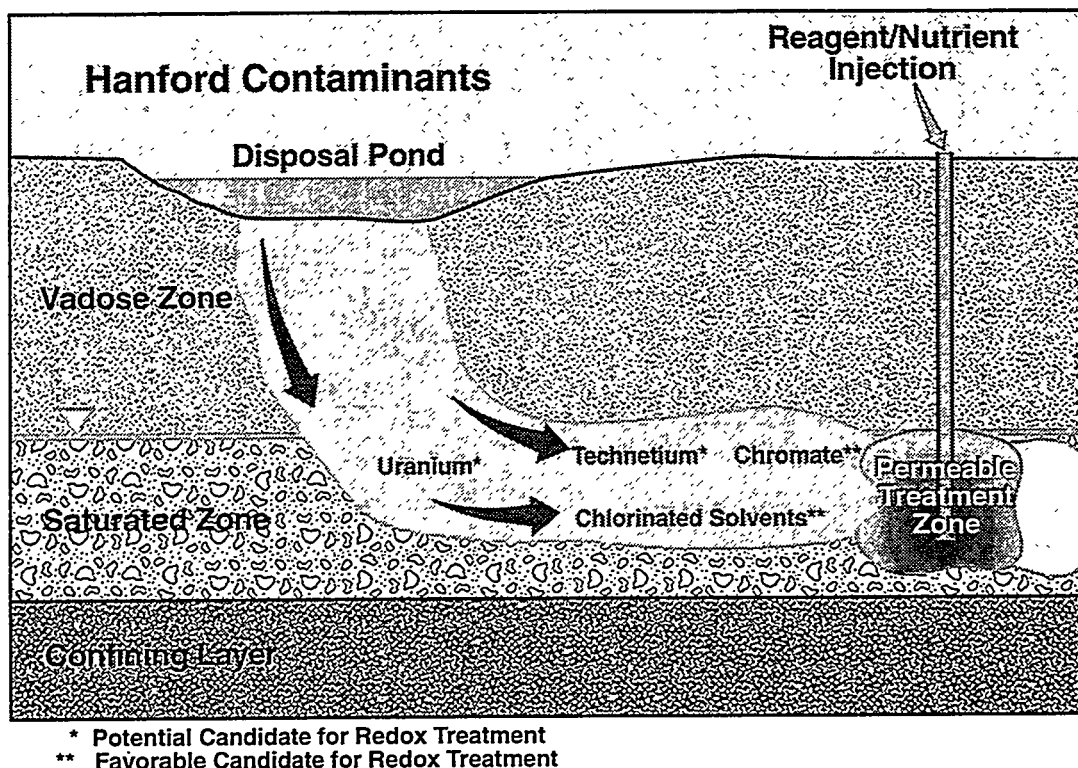 Reagent/Nutrient
Injection
Hanford Contaminants
Disposal Pond
Vadose Zone
Uranium*
Technetium*
Chromate**
Permeable
Treatment
Zone
Saturated Zone
Chlorinated Solvents**
Confining Layer
* Potential Candidate for Redox Treatment
** Favorable Candidate for Redox Treatment